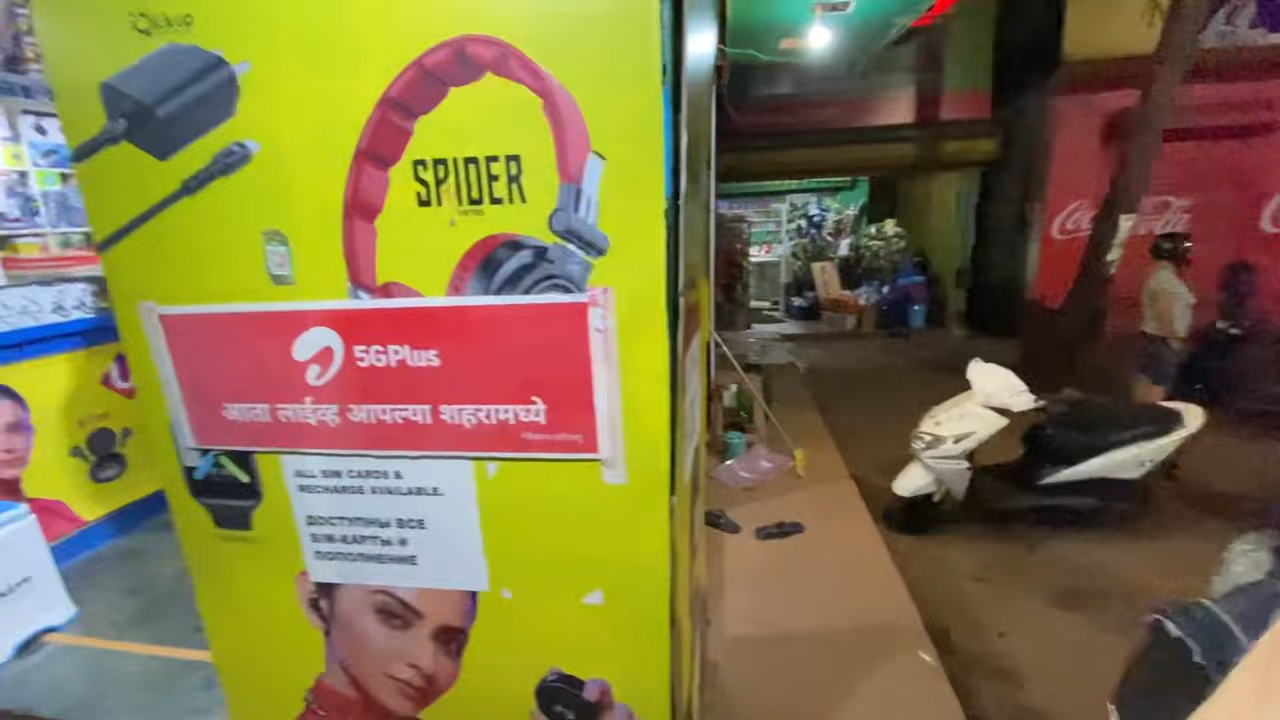 SPIDER
5GPlus
आता लाईव्ह आपल्या शहरामध्ये
ALL SIM CARDS &
RECHARGE AVAILABLE.
ДОСТУПНЫ ВСЕ
SIM-КАРТЫ И
ПОПОЛНЕНИЕ
Coca-Cola